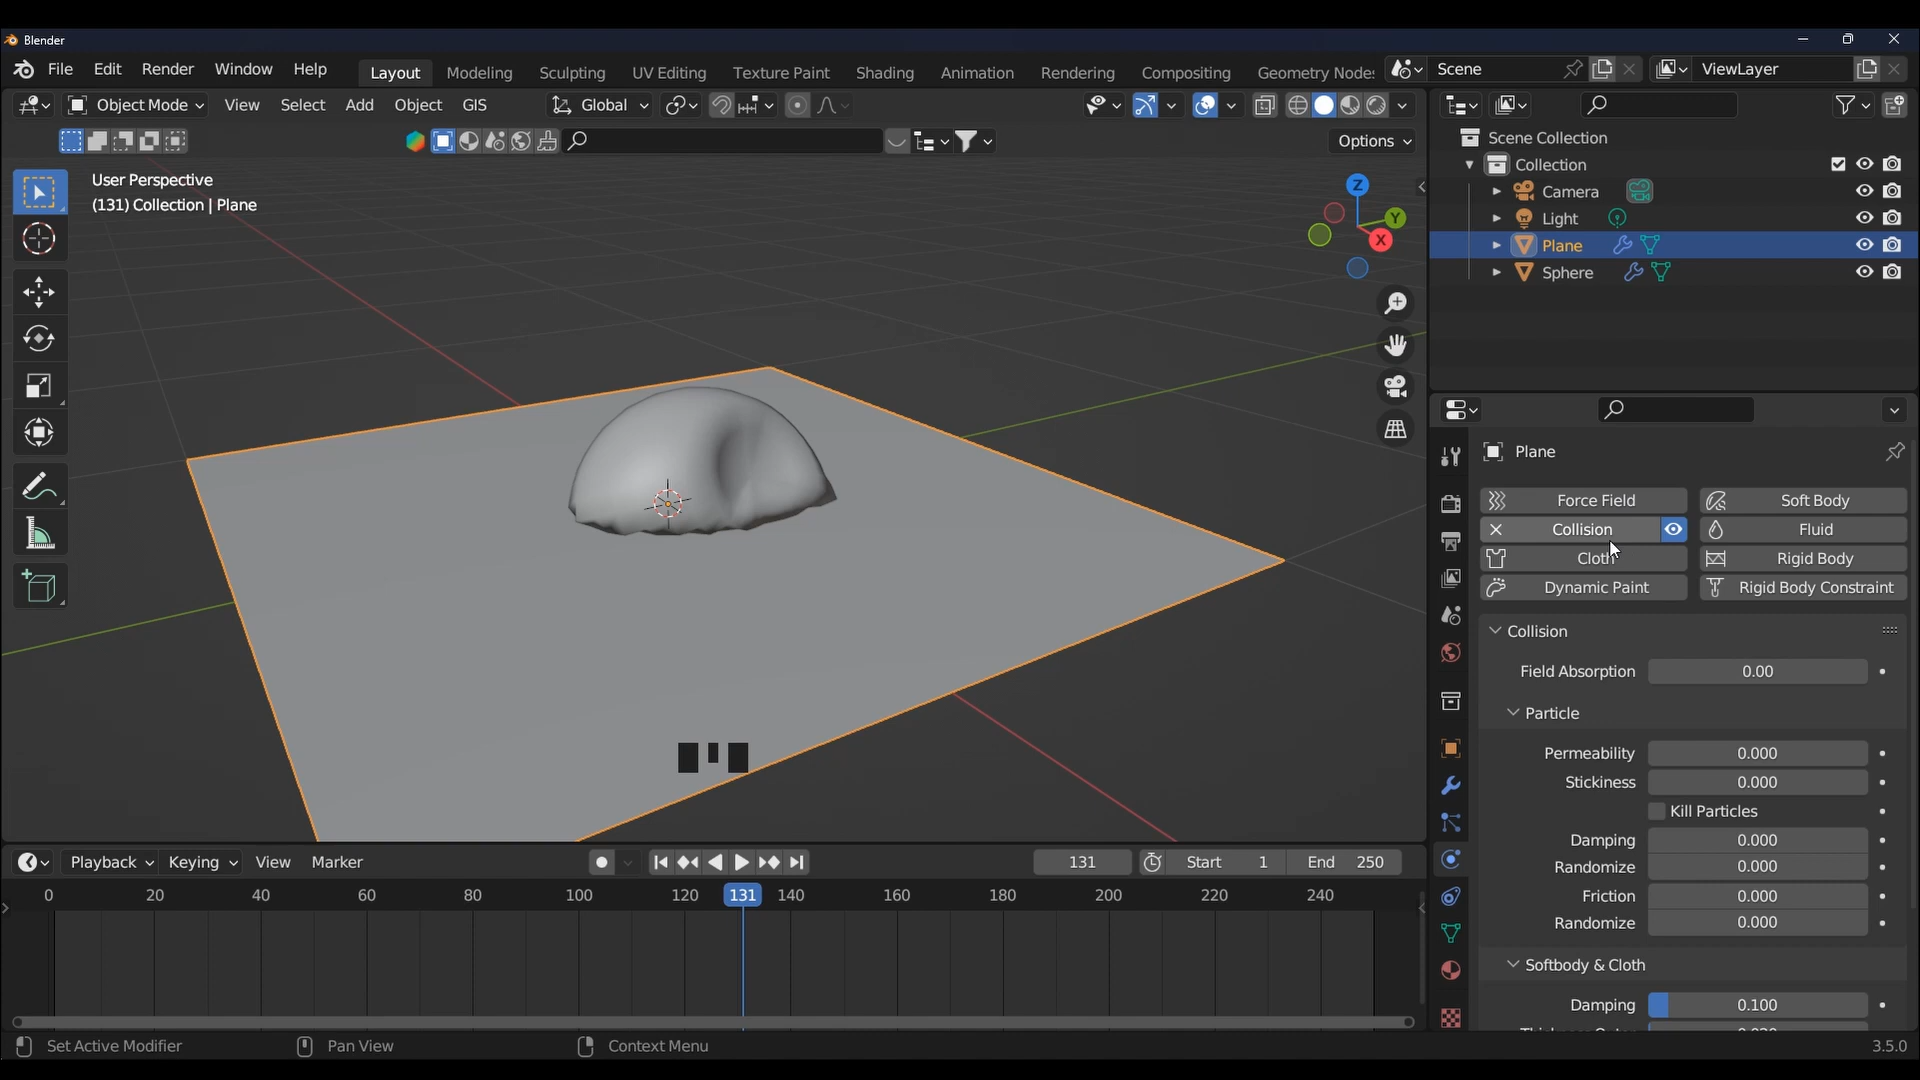 Blender
File Edit Render Window Help Layout Modeling Sculpting UV Editing Texture Paint Shading Animation Rendering Compositing Geometry Nodes Scene ViewLayer
Object Mode View Select Add Object GIS Global
Options
User Perspective
(131) Collection | Plane
Z
Y
X
Scene Collection
Collection
Camera
Light
Plane
Sphere
Plane
Force Field Soft Body
Collision Fluid
Cloth Rigid Body
Dynamic Paint Rigid Body Constraint
Collision
Field Absorption 0.00
Particle
Permeability 0.000
Stickiness 0.000
Kill Particles
Damping 0.000
Randomize 0.000
Friction 0.000
Randomize 0.000
Softbody & Cloth
Damping 0.100
Playback Keying View Marker 131 Start 1 End 250
0 20 40 60 80 100 120 131 140 160 180 200 220 240
Set Active Modifier Pan View Context Menu 3.5.0